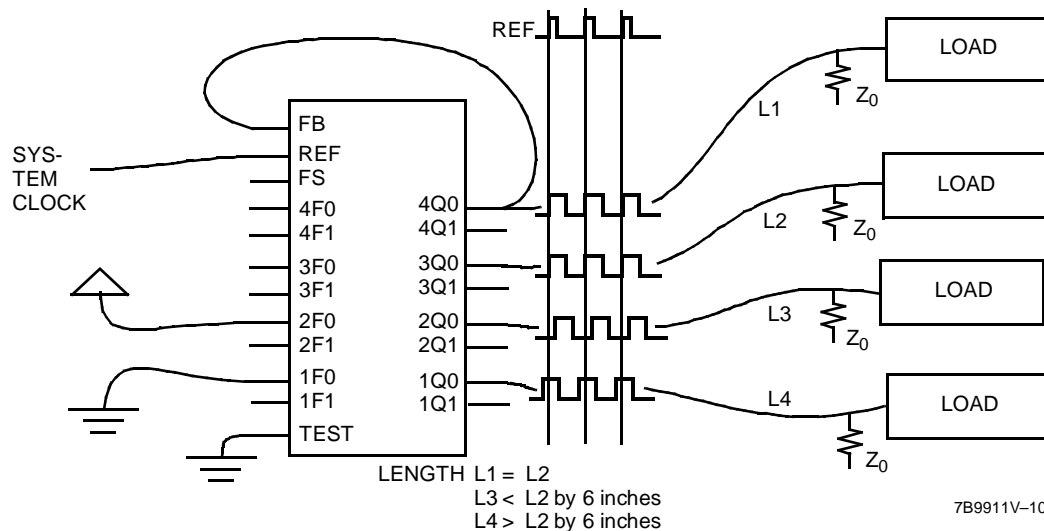 REF
LOAD
Z0
L1
FB
SYS-
TEM
CLOCK
REF
FS
4F0
4F1
3F0
3F1
2F0
2F1
1F0
1F1
TEST
4Q0
4Q1
3Q0
3Q1
2Q0
2Q1
1Q0
1Q1
LOAD
L2
Z0
LOAD
L3
Z0
LOAD
L4
Z0
LENGTH L1 = L2
L3 < L2 by 6 inches
L4 > L2 by 6 inches
7B9911V–10